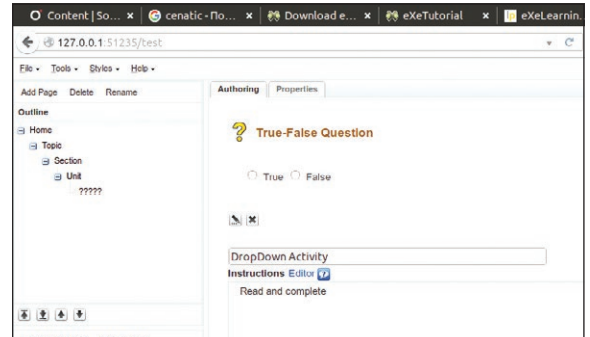 Content | So... × cenatic - По... × Download e... × eXeTutorial × eXeLearnin.
127.0.0.1:51235/test
File Tools Styles Help
Add Page Delete Rename
Outline
Home
Topic
Section
Unit
?????
Authoring Properties
True-False Question
True False
DropDown Activity
Instructions Editor ?
Read and complete